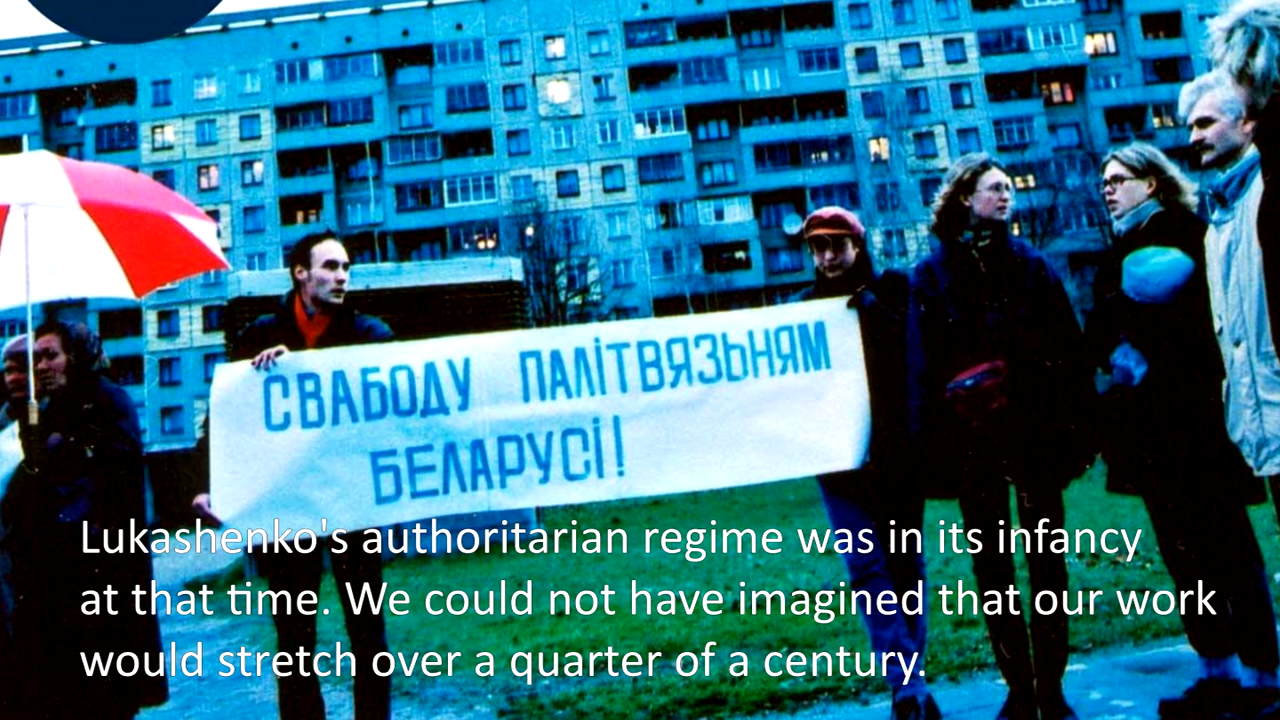 СВАБОДУ ПАЛІТВЯЗЬНЯМ
БЕЛАРУСІ!
Lukashenko's authoritarian regime was in its infancy
at that time. We could not have imagined that our work
would stretch over a quarter of a century.